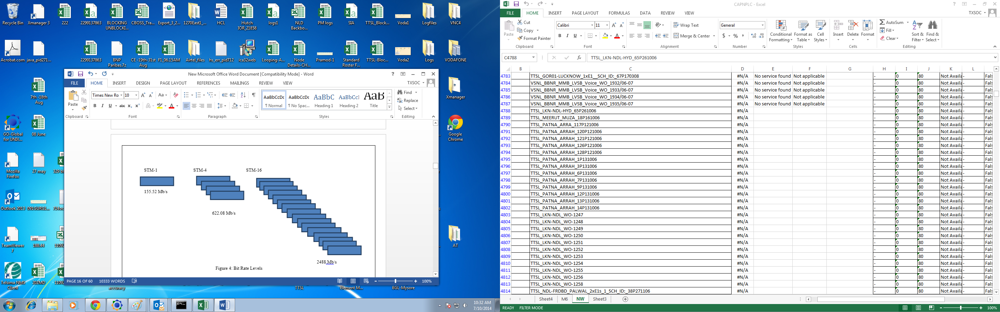 Recycle Bin
Xmanager 3
222
2299137863
BLOCKING UNBLOCKI...
CBOSS_Tra...
Export_3_2...
1270East1_...
HCL
Hutch IOR_21858
logs1
NLD Backbo...
PM logs
SIA
TTSL_Block...
Voda1
Logfiles
VNC4
Acrobat.com
java_pid271...
2299137863
BNP Paribas.7z
CE -19th-31st Aug
F1_06:15AM
Airtel_files
hs_err_pid712
ica32web
Looping-A...
Node Details-CH...
Pramod-1
Standard Roster F...
TTSL-Bloc...
Voda2
Logs
VODAFONE
7th -18th Aug
GO-Global for UNIX...
08 June
Mozilla Firefox
27 may
329 bl
Outlook 2013
091GURG1...
714oc
TeamViewer 7
188.44
1109
Telsima NMS Client
202MD
1109
accuracy
TTSL
Element M...
BGL-Mysore
Xmanager
Google Chrome
AT
New Microsoft Office Word Document [Compatibility Mode] - Word
FILE HOME INSERT DESIGN PAGE LAYOUT REFERENCES MAILINGS REVIEW VIEW TXSOC
Paste
Times New Ro 10
AaBbCcDc AaBbCcDc AaBbC AaBbCcI AaB
¶ Normal ¶ No Spac... Heading 1 Heading 2 Title
Find
Replace
Select
Clipboard Font Paragraph Styles Editing
STM-1 STM-4 STM-16
155.52 Mb/s
622.08 Mb/s
2488.Mb/s
Figure 4: Bit Rate Levels
PAGE 16 OF 60 10333 WORDS 100%
10:32 AM
7/10/2014
CAPNPLC - Excel
FILE HOME INSERT PAGE LAYOUT FORMULAS DATA REVIEW VIEW TXSOC
Paste
Cut
Copy
Format Painter
Calibri 11
Wrap Text
Merge & Center
General
Conditional Formatting
Format as Table
Cell Styles
Insert
Delete
Format
AutoSum
Fill
Clear
Sort & Filter
Find & Select
Clipboard Font Alignment Number Styles Cells Editing
C4788 TTSL_LKN-NDL-HYD_65P261006
B C D E F G H I J K L
4783 TTSL_GOR01-LUCKNOW_1xE1__SCH_ID:_67P170308 #N/A No service found Not applicable - 0 80 Not Availa - Fals
4784 VSNL_BBNR_MMB_LVSB_Voice_WO_1932/06-07 #N/A No service found Not applicable - 0 80 Not Availa - Fals
4785 VSNL_BBNR_MMB_LVSB_Voice_WO_1933/06-07 #N/A No service found Not applicable - 0 80 Not Availa - Fals
4786 VSNL_BBNR_MMB_LVSB_Voice_WO_1934/06-07 #N/A No service found Not applicable - 0 80 Not Availa - Fals
4787 VSNL_BBNR_MMB_LVSB_Voice_WO_1935/06-07 #N/A No service found Not applicable - 0 80 Not Availa - Fals
4788 TTSL_LKN-NDL-HYD_65P261006 #N/A - 0 80 Not Availa - Fals
4789 TTSL_MEERUT_MUZA_18P161006 #N/A - 0 80 Not Availa - Fals
4790 TTSL_PATNA_ARRA_117P121006 #N/A - 0 80 Not Availa - Fals
4791 TTSL_PATNA_ARRAH_120P121006 #N/A - 0 80 Not Availa - Fals
4792 TTSL_PATNA_ARRAH_121P121006 #N/A - 0 80 Not Availa - Fals
4793 TTSL_PATNA_ARRAH_126P121006 #N/A - 0 80 Not Availa - Fals
4794 TTSL_PATNA_ARRAH_128P121006 #N/A - 0 80 Not Availa - Fals
4795 TTSL_PATNA_ARRAH_1P131006 #N/A - 0 80 Not Availa - Fals
4796 TTSL_PATNA_ARRAH_3P131006 #N/A - 0 80 Not Availa - Fals
4797 TTSL_PATNA_ARRAH_6P131006 #N/A - 0 80 Not Availa - Fals
4798 TTSL_PATNA_ARRAH_7P131006 #N/A - 0 80 Not Availa - Fals
4799 TTSL_PATNA_ARRAH_9P131006 #N/A - 0 80 Not Availa - Fals
4800 TTSL_PATNA_ARRAH_12P131006 #N/A - 0 80 Not Availa - Fals
4801 TTSL_PATNA_ARRAH_13P131006 #N/A - 0 80 Not Availa - Fals
4802 TTSL_PATNA_ARRAH_14P131006 #N/A - 0 80 Not Availa - Fals
4803 TTSL_LKN-NDL_WO-1247 #N/A - 0 80 Not Availa - Fals
4804 TTSL_LKN-NDL_WO-1248 #N/A - 0 80 Not Availa - Fals
4805 TTSL_LKN-NDL_WO-1249 #N/A - 0 80 Not Availa - Fals
4806 TTSL_LKN-NDL_WO-1250 #N/A - 0 80 Not Availa - Fals
4807 TTSL_LKN-NDL_WO-1251 #N/A - 0 80 Not Availa - Fals
4808 TTSL_LKN-NDL_WO-1252 #N/A - 0 80 Not Availa - Fals
4809 TTSL_LKN-NDL_WO-1253 #N/A - 0 80 Not Availa - Fals
4810 TTSL_LKN-NDL_WO-1254 #N/A - 0 80 Not Availa - Fals
4811 TTSL_LKN-NDL_WO-1255 #N/A - 0 80 Not Availa - Fals
4812 TTSL_LKN-NDL_WO-1256 #N/A - 0 80 Not Availa - Fals
4813 TTSL_LKN-NDL_WO-1258 #N/A - 0 80 Not Availa - Fals
4814 TTSL_NDL-FRDBD_PALWAL_2xE1s_1_SCH_ID:_38P271106 #N/A - 0 80 Not Availa - Fals
Sheet4 M6 NW Sheet3
READY FILTER MODE 100%